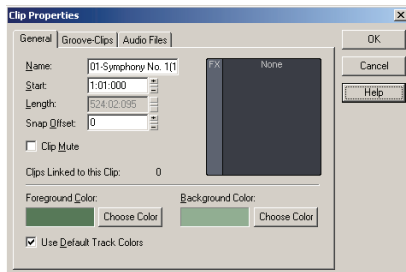 Clip Properties
General Groove-Clips Audio Files
OK
Cancel
Help
Name: 01-Symphony No. 1(1
Start: 1:01:000
Length: 524:02:095
Snap Offset: 0
Clip Mute
Clips Linked to this Clip: 0
FX None
Foreground Color: Background Color:
Choose Color Choose Color
Use Default Track Colors